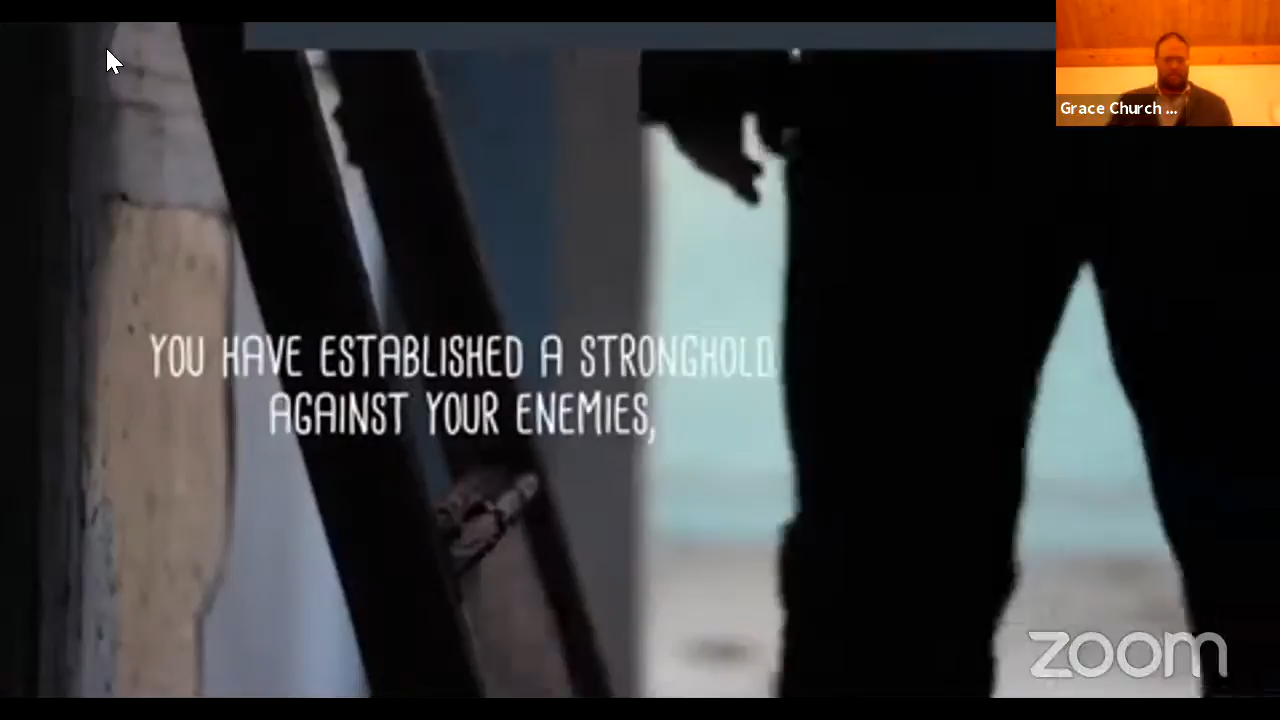 Grace Church ...
YOU HAVE ESTABLISHED A STRONGHOLD
AGAINST YOUR ENEMIES,
zoom